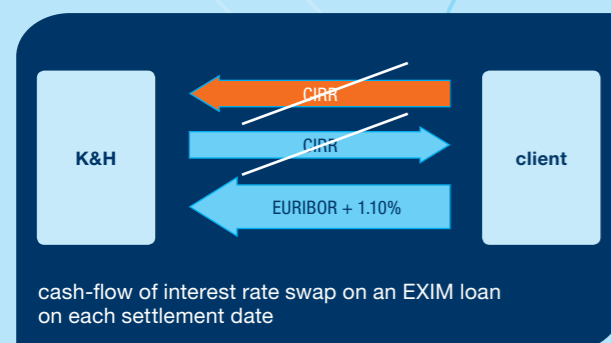 CIRR
K&H
CIRR
client
EURIBOR + 1.10%
cash-flow of interest rate swap on an EXIM loan
on each settlement date